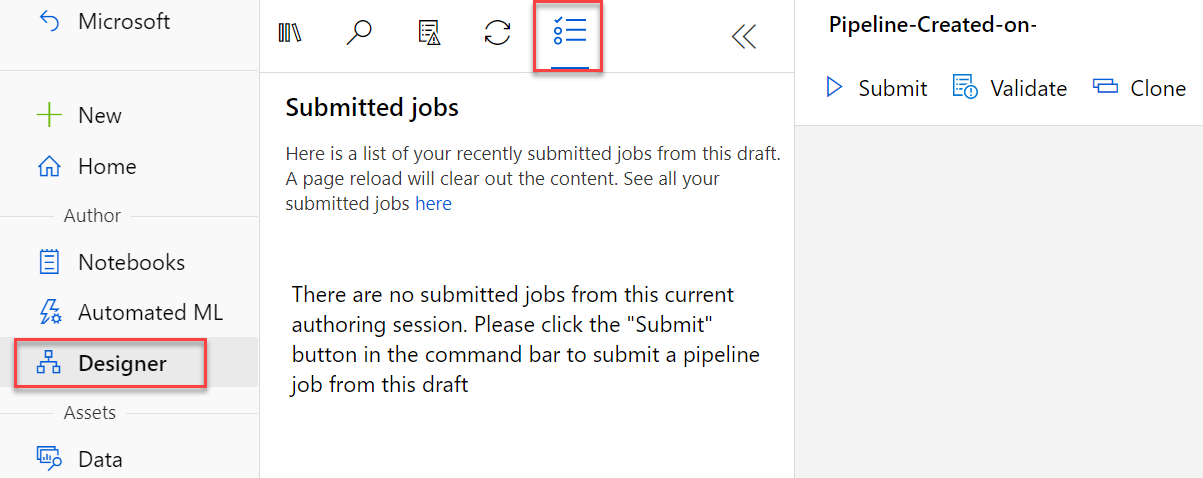 Microsoft
New
Home
Author
Notebooks
Automated ML
Designer
Assets
Data
Submitted jobs
Here is a list of your recently submitted jobs from this draft.
A page reload will clear out the content. See all your
submitted jobs here
There are no submitted jobs from this current
authoring session. Please click the "Submit"
button in the command bar to submit a pipeline
job from this draft
Pipeline-Created-on-
Submit
Validate
Clone